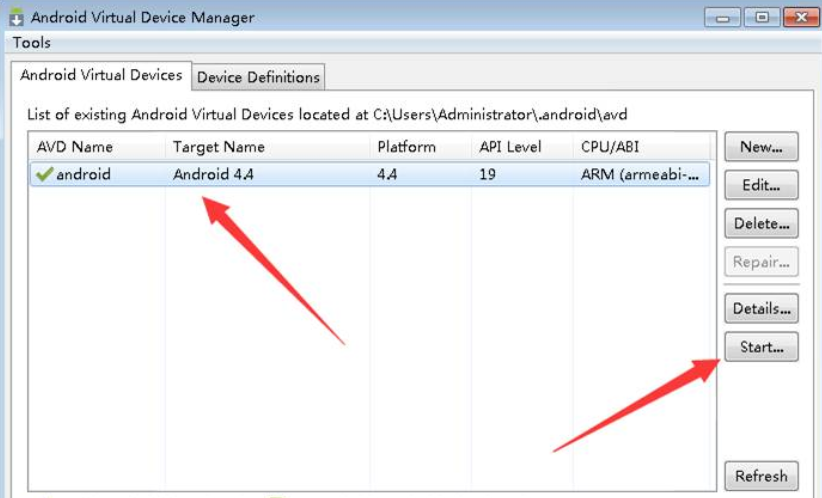 Android Virtual Device Manager
Tools
Android Virtual Devices Device Definitions
List of existing Android Virtual Devices located at C:\Users\Administrator\.android\avd
AVD Name Target Name Platform API Level CPU/ABI
android Android 4.4 4.4 19 ARM (armeabi-...
New...
Edit...
Delete...
Repair...
Details...
Start...
Refresh